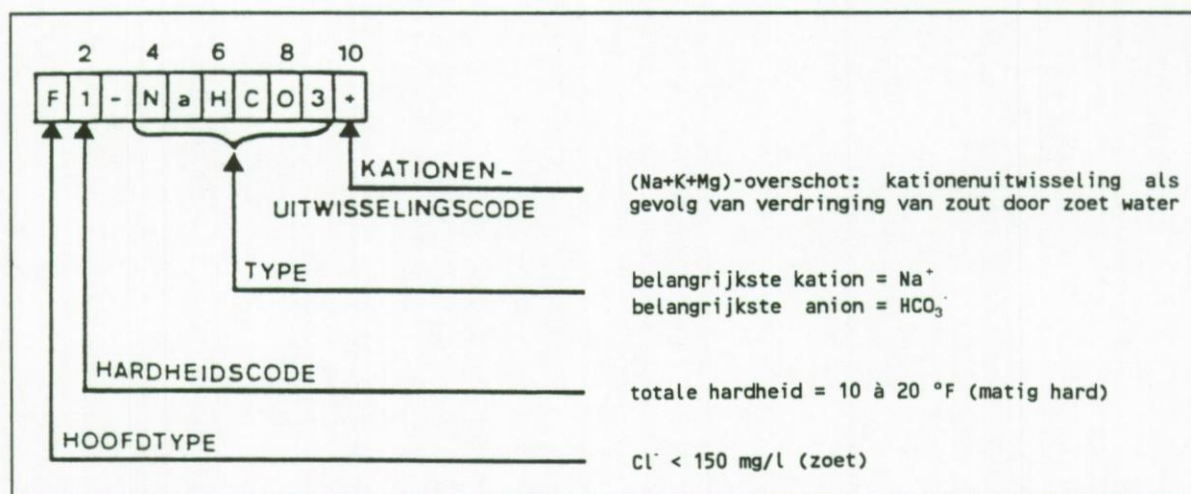 2 4 6 8 10
F 1 - N a H C O 3 +
KATIONEN-
UITWISSELINGSCODE
(Na+K+Mg)-overschot: kationenuitwisseling als
gevolg van verdringing van zout door zoet water
TYPE
belangrijkste kation = Na⁺
belangrijkste anion = HCO₃⁻
HARDHEIDSCODE
totale hardheid = 10 à 20 °F (matig hard)
HOOFDTYPE
Cl⁻ < 150 mg/l (zoet)